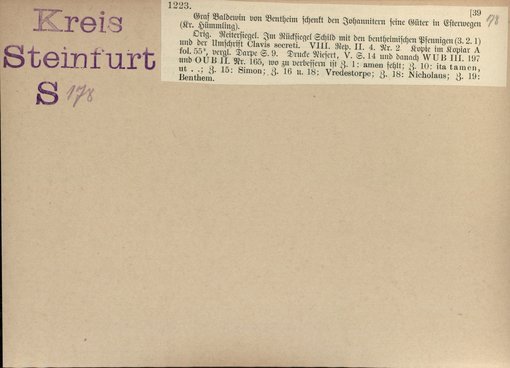 Kreis
Steinfurt
S 178
1223. [39
178
Graf Baldewin von Bentheim schenkt den Johannitern seine Güter in Esterwegen
(Kr. Hümmling).
Orig. Reitersiegel. Im Rücksiegel Schild mit den bentheimischen Pfennigen (3. 2. 1)
und der Umschrift Clavis secreti. VIII. Rep. II. 4. Nr. 2 Kopie im Kopiar A
fol. 55ᵛ, vergl. Darpe S. 9. Drucke Niesert, V. S. 14 und danach WUB III. 197
und OUB II. Nr. 165, wo zu verbessern ist Z. 1: amen fehlt; Z. 10: ita tamen,
ut . .; Z. 15: Simon; Z. 16 u. 18: Vredestorpe; Z. 18: Nicholaus; Z. 19:
Benthem.